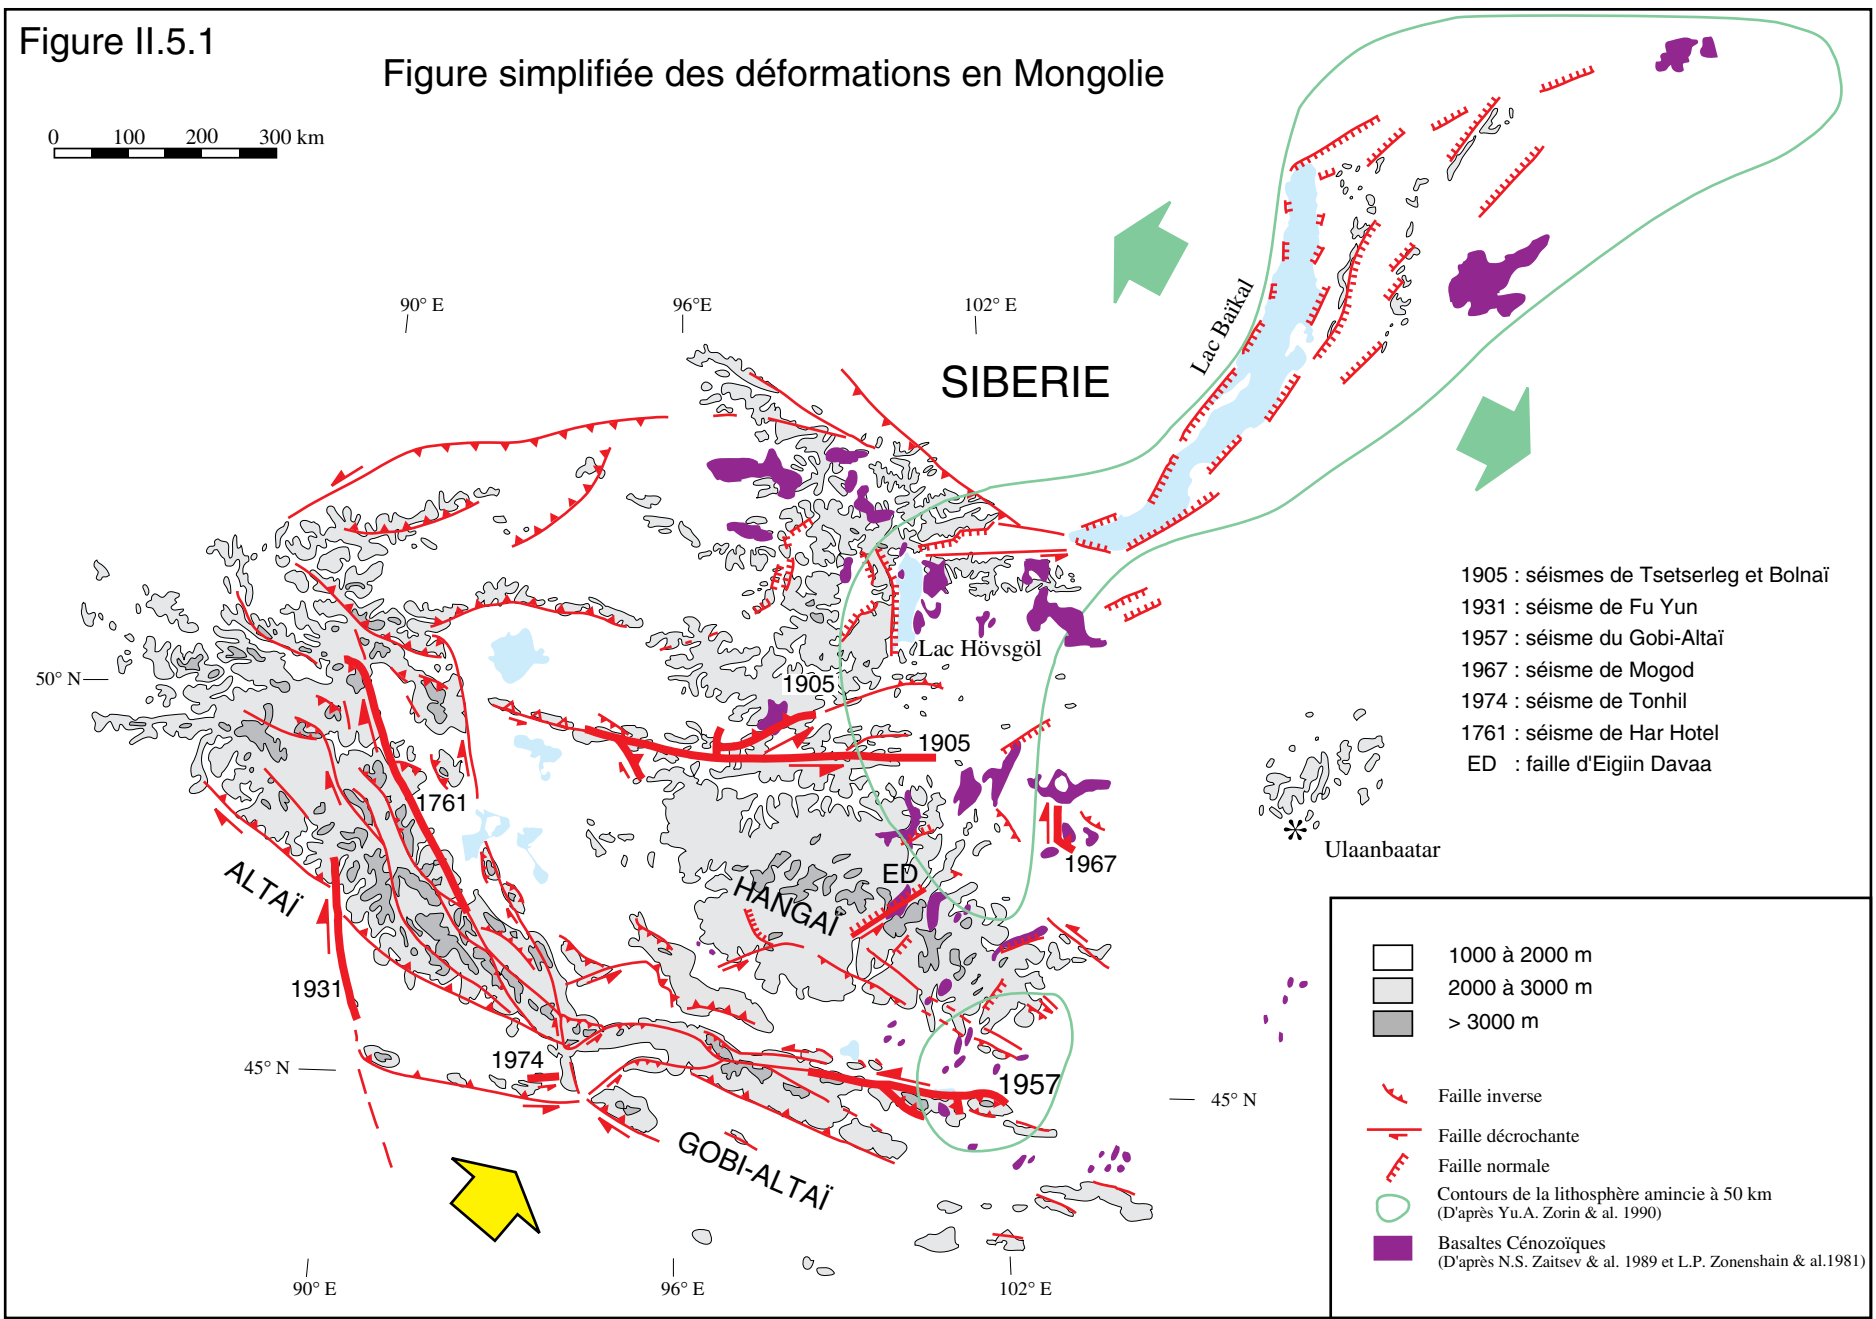 Figure II.5.1
Figure simplifiée des déformations en Mongolie
0 100 200 300 km
90° E
96°E
102° E
Lac Baïkal
SIBERIE
1905 : séismes de Tsetserleg et Bolnaï
1931 : séisme de Fu Yun
1957 : séisme du Gobi-Altaï
1967 : séisme de Mogod
1974 : séisme de Tonhil
1761 : séisme de Har Hotel
ED : faille d'Eigiin Davaa
Lac Hövsgöl
50° N
1905
1905
1761
Ulaanbaatar
1967
ED
ALTAÏ
HANGAÏ
1931
1974
45° N
1957
45° N
GOBI-ALTAÏ
90° E
96° E
102° E
1000 à 2000 m
2000 à 3000 m
> 3000 m
Faille inverse
Faille décrochante
Faille normale
Contours de la lithosphère amincie à 50 km
(D'après Yu.A. Zorin & al. 1990)
Basaltes Cénozoïques
(D'après N.S. Zaitsev & al. 1989 et L.P. Zonenshain & al.1981)